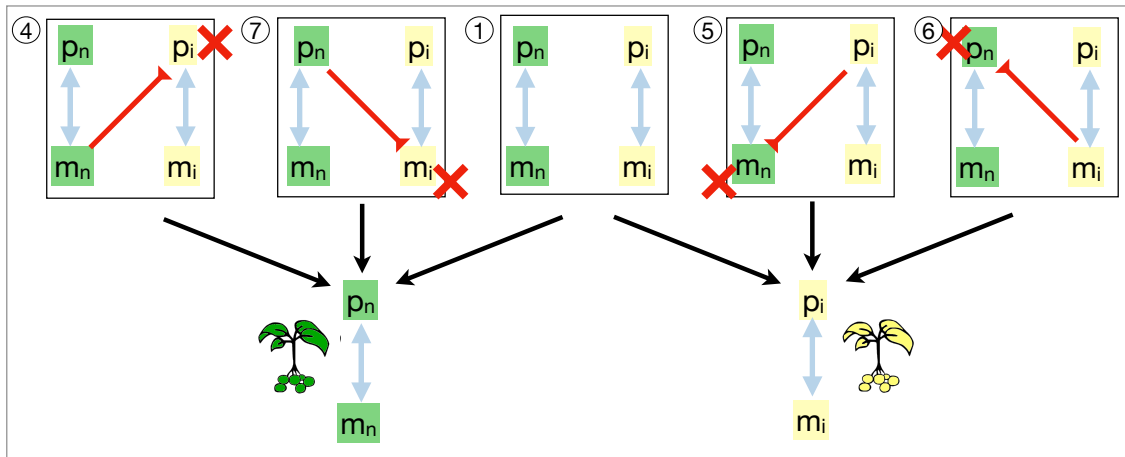 ④ pₙ pᵢ ⑦ pₙ pᵢ ① pₙ pᵢ ⑤ pₙ pᵢ ⑥ pₙ pᵢ
mₙ mᵢ mₙ mᵢ mₙ mᵢ mₙ mᵢ mₙ mᵢ
pₙ pᵢ
mₙ mᵢ